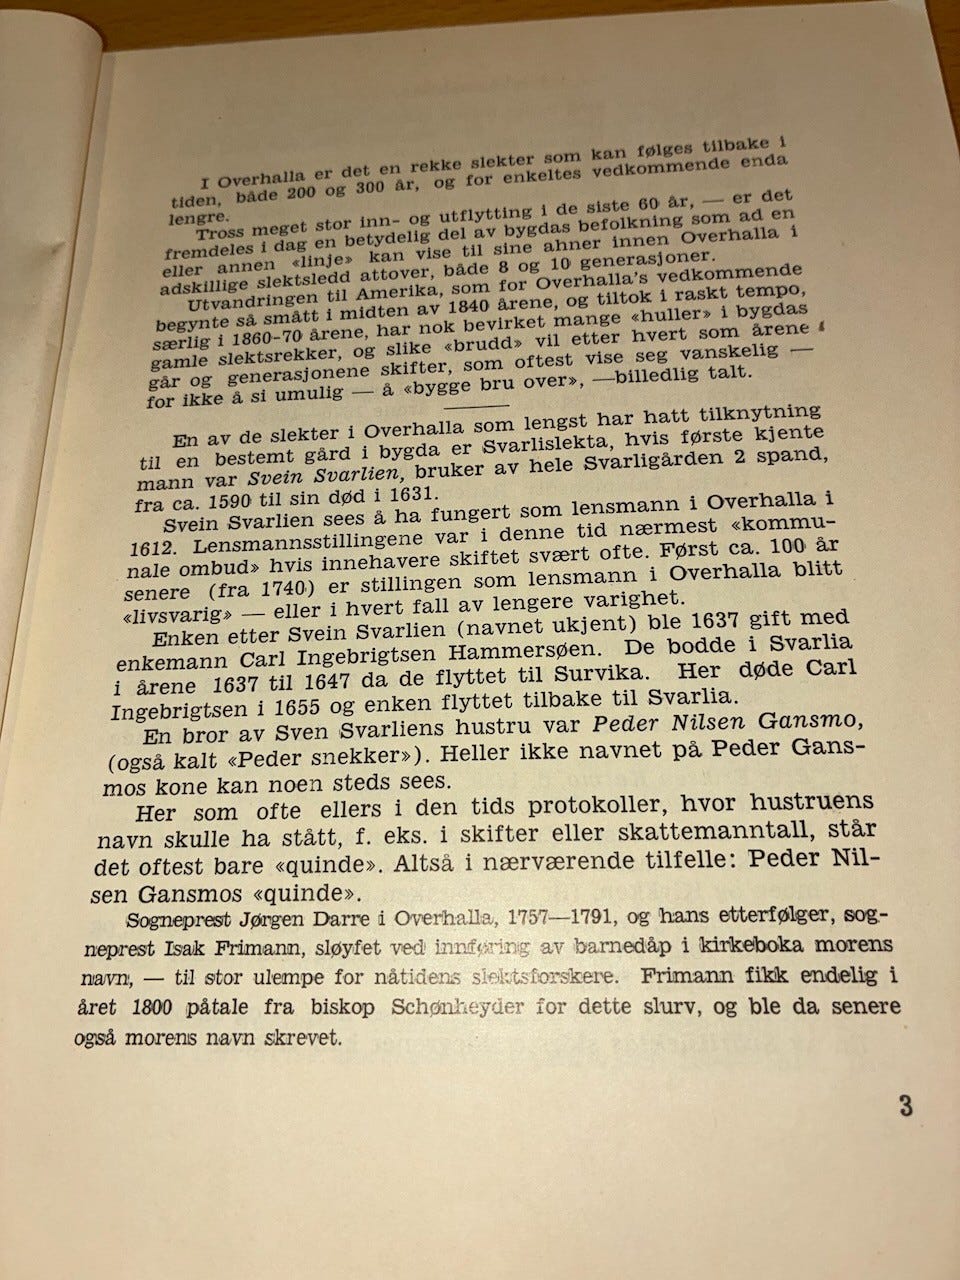 I Overhalla er det en rekke slekter som kan følges tilbake i
tiden, både 200 og 300 år, og for enkeltes vedkommende enda
lengre.
Tross meget stor inn- og utflytting i de siste 60 år, — er det
fremdeles i dag en betydelig del av bygdas befolkning som ad en
eller annen «linje» kan vise til sine ahner innen Overhalla i
adskillige slektsledd attover, både 8 og 10 generasjoner.
Utvandringen til Amerika, som for Overhalla's vedkommende
begynte så smått i midten av 1840 årene, og tiltok i raskt tempo,
særlig i 1860-70 årene, har nok bevirket mange «huller» i bygdas
gamle slektsrekker, og slike «brudd» vil etter hvert som årene
går og generasjonene skifter, som oftest vise seg vanskelig —
for ikke å si umulig — å «bygge bru over», —billedlig talt.
En av de slekter i Overhalla som lengst har hatt tilknytning
til en bestemt gård i bygda er Svarlislekta, hvis første kjente
mann var Svein Svarlien, bruker av hele Svarligården 2 spand,
fra ca. 1590 til sin død i 1631.
Svein Svarlien sees å ha fungert som lensmann i Overhalla i
1612. Lensmannsstillingene var i denne tid nærmest «kommu-
nale ombud» hvis innehavere skiftet svært ofte. Først ca. 100 år
senere (fra 1740) er stillingen som lensmann i Overhalla blitt
«livsvarig» — eller i hvert fall av lengere varighet.
Enken etter Svein Svarlien (navnet ukjent) ble 1637 gift med
enkemann Carl Ingebrigtsen Hammersøen. De bodde i Svarlia
i årene 1637 til 1647 da de flyttet til Survika. Her døde Carl
Ingebrigtsen i 1655 og enken flyttet tilbake til Svarlia.
En bror av Sven Svarliens hustru var Peder Nilsen Gansmo,
(også kalt «Peder snekker»). Heller ikke navnet på Peder Gans-
mos kone kan noen steds sees.
Her som ofte ellers i den tids protokoller, hvor hustruens
navn skulle ha stått, f. eks. i skifter eller skattemanntall, står
det oftest bare «quinde». Altså i nærværende tilfelle: Peder Nil-
sen Gansmos «quinde».
Sogneprest Jørgen Darre i Overhalla, 1757—1791, og hans etterfølger, sog-
neprest Isak Frimann, sløyfet ved innføring av barnedåp i kirkeboka morens
navn, — til stor ulempe for nåtidens slektsforskere. Frimann fikk endelig i
året 1800 påtale fra biskop Schønheyder for dette slurv, og ble da senere
også morens navn skrevet.
3